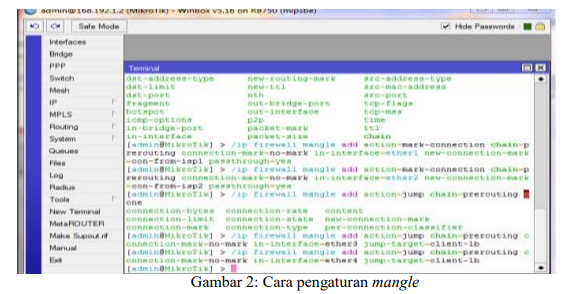 admin@168.192.1.2 (MikroTik) - WinBox v5.16 on RB750 (mipsbe)
Safe Mode
Hide Passwords
Interfaces
Bridge
PPP
Switch
Mesh
IP
MPLS
Routing
System
Queues
Files
Log
Radius
Tools
New Terminal
MetaROUTER
Make Supout.rif
Manual
Exit
Terminal
dst-address-type new-routing-mark src-address-type
dst-limit new-ttl src-mac-address
dst-port nth src-port
fragment out-bridge-port tcp-flags
hotspot out-interface tcp-mss
icmp-options p2p time
in-bridge-port packet-mark ttl
in-interface packet-size chain
[admin@MikroTik] > /ip firewall mangle add action=mark-connection chain=p
rerouting connection-mark=no-mark in-interface=ether1 new-connection-mark
=con-from-isp1 passthrough=yes
[admin@MikroTik] > /ip firewall mangle add action=mark-connection chain=p
rerouting connection-mark=no-mark in-interface=ether2 new-connection-mark
=con-from-isp2 passthrough=yes
[admin@MikroTik] > /ip firewall mangle add action=jump chain=prerouting c
one
connection-bytes connection-rate content
connection-limit connection-state new-connection-mark
connection-mark connection-type per-connection-classifier
[admin@MikroTik] > /ip firewall mangle add action=jump chain=prerouting c
onnection-mark=no-mark in-interface=ether3 jump-target=client-lb
[admin@MikroTik] > /ip firewall mangle add action=jump chain=prerouting c
onnection-mark=no-mark in-interface=ether4 jump-target=client-lb
[admin@MikroTik] >
Gambar 2: Cara pengaturan mangle